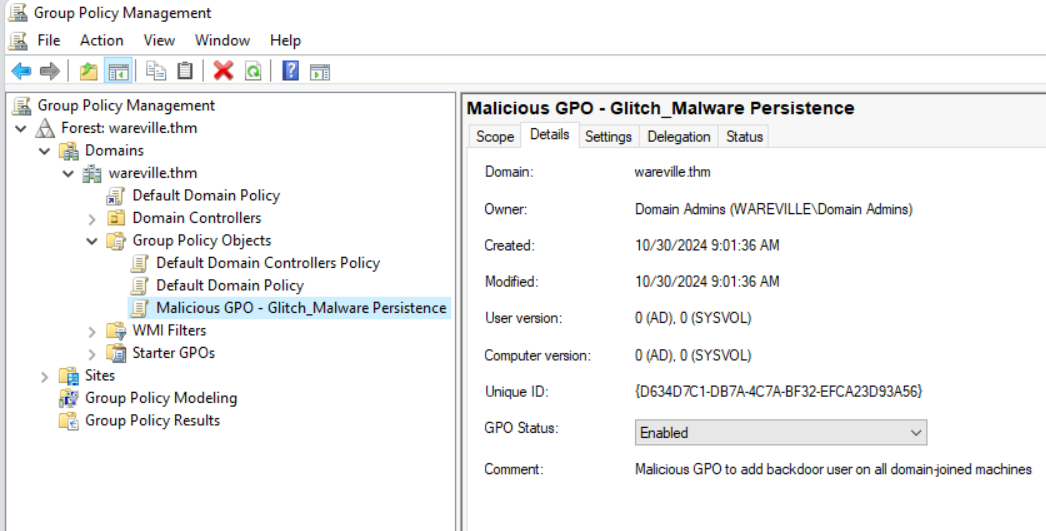 Group Policy Management
File Action View Window Help
Group Policy Management
Forest: wareville.thm
Domains
wareville.thm
Default Domain Policy
Domain Controllers
Group Policy Objects
Default Domain Controllers Policy
Default Domain Policy
Malicious GPO - Glitch_Malware Persistence
WMI Filters
Starter GPOs
Sites
Group Policy Modeling
Group Policy Results
Malicious GPO - Glitch_Malware Persistence
Scope Details Settings Delegation Status
Domain: wareville.thm
Owner: Domain Admins (WAREVILLE\Domain Admins)
Created: 10/30/2024 9:01:36 AM
Modified: 10/30/2024 9:01:36 AM
User version: 0 (AD), 0 (SYSVOL)
Computer version: 0 (AD), 0 (SYSVOL)
Unique ID: {D634D7C1-DB7A-4C7A-BF32-EFCA23D93A56}
GPO Status: Enabled
Comment: Malicious GPO to add backdoor user on all domain-joined machines